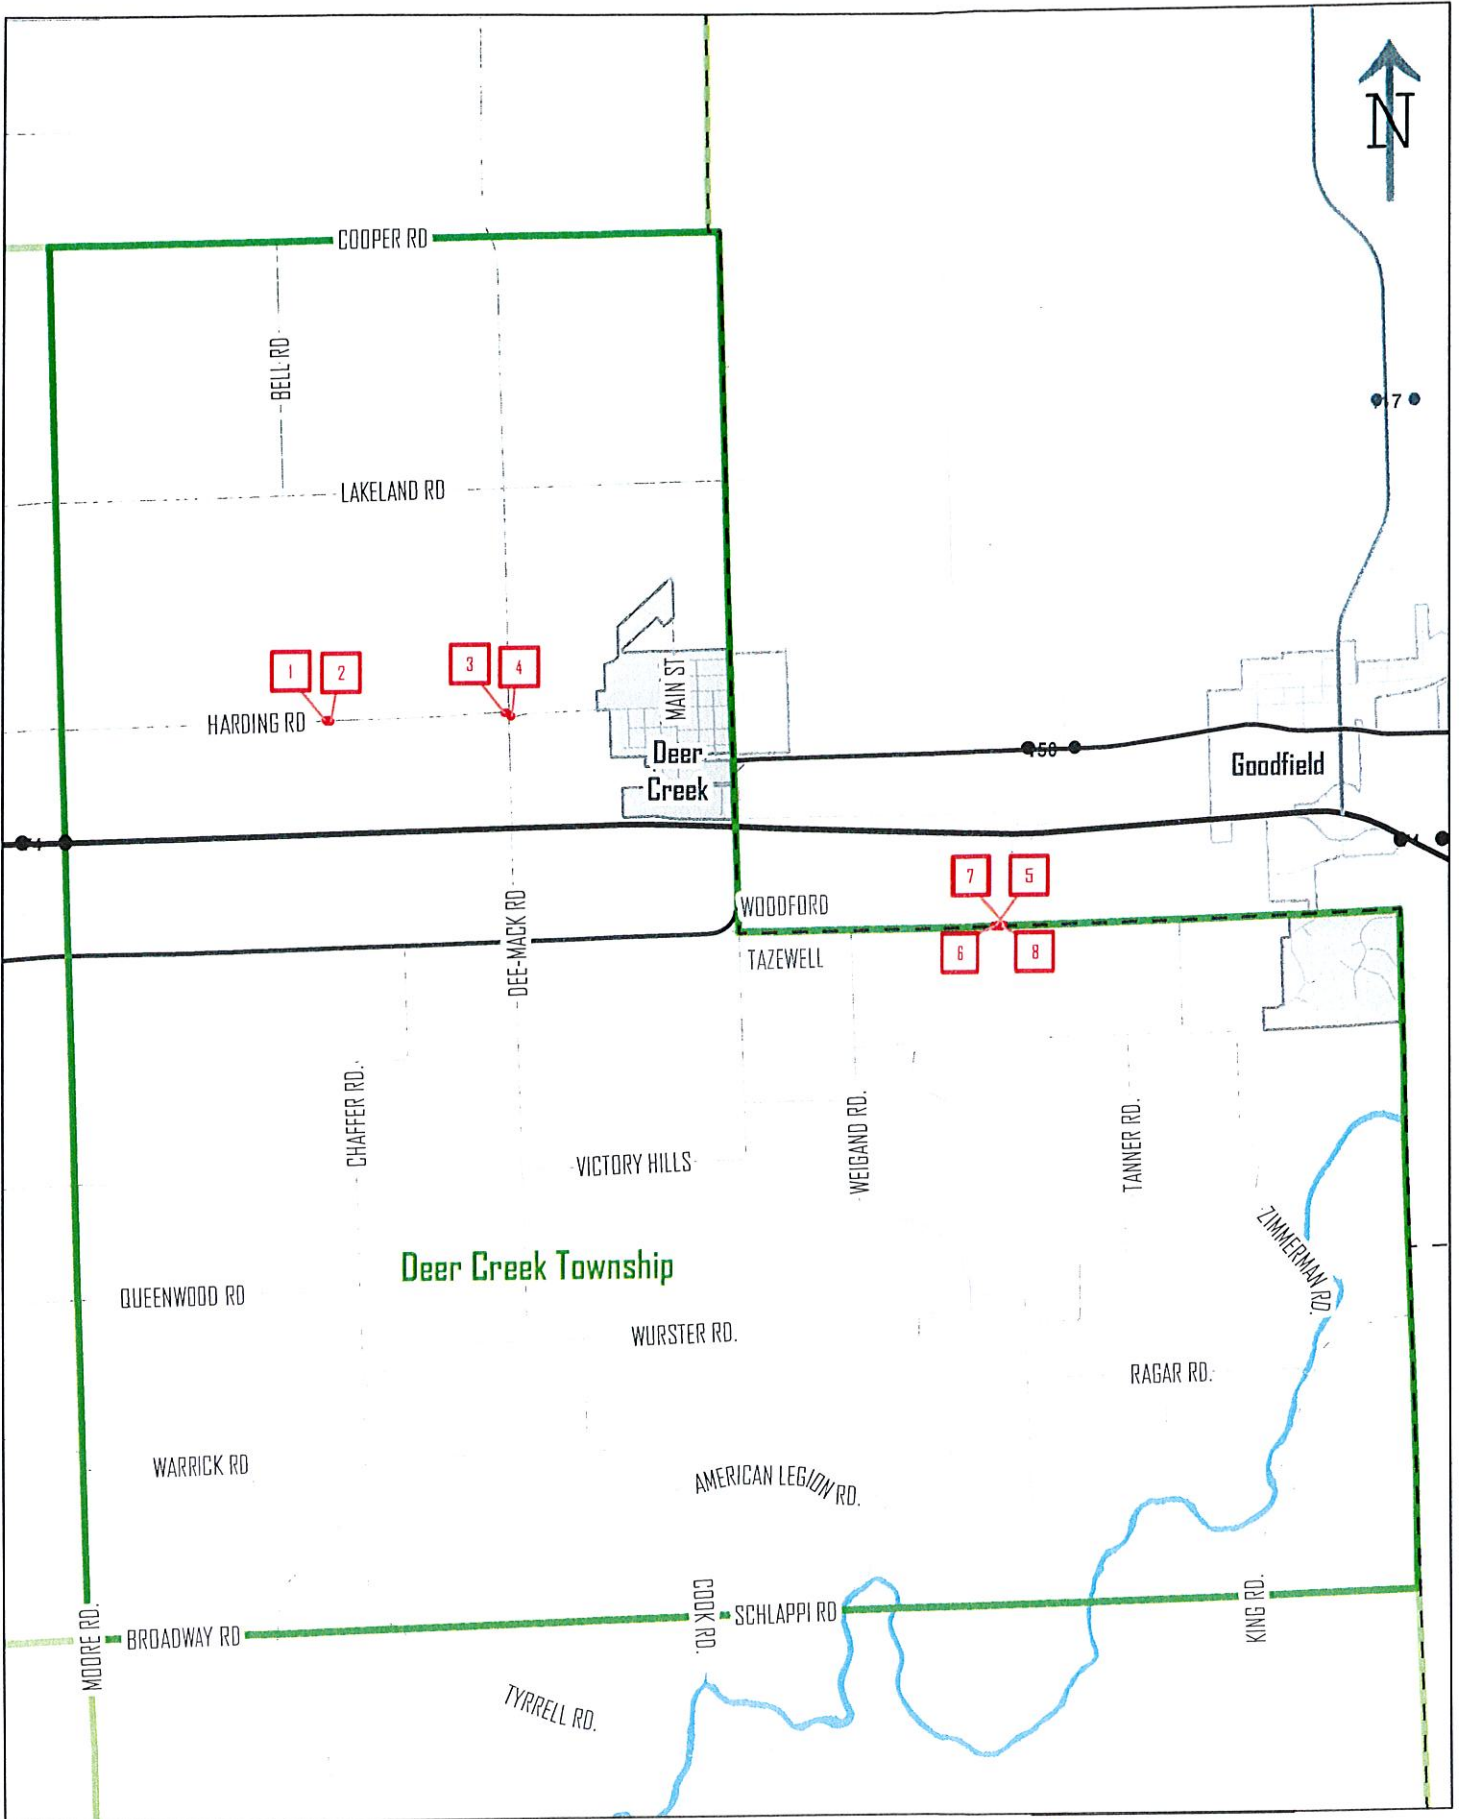 N
COOPER RD
BELL RD
LAKELAND RD
1
2
3
4
HARDING RD
MAIN ST
Deer
Creek
Goodfield
7
5
WOODFORD
6
8
TAZEWELL
DEE-MACK RD
CHAFFER RD.
VICTORY HILLS
WEIGAND RD.
TANNER RD.
ZIMMERMAN RD.
Deer Creek Township
QUEENWOOD RD
WURSTER RD.
RAGAR RD.
WARRICK RD
AMERICAN LEGION RD.
MOORE RD.
BROADWAY RD
COOK RD.
SCHLAPPI RD
KING RD.
TYRRELL RD.